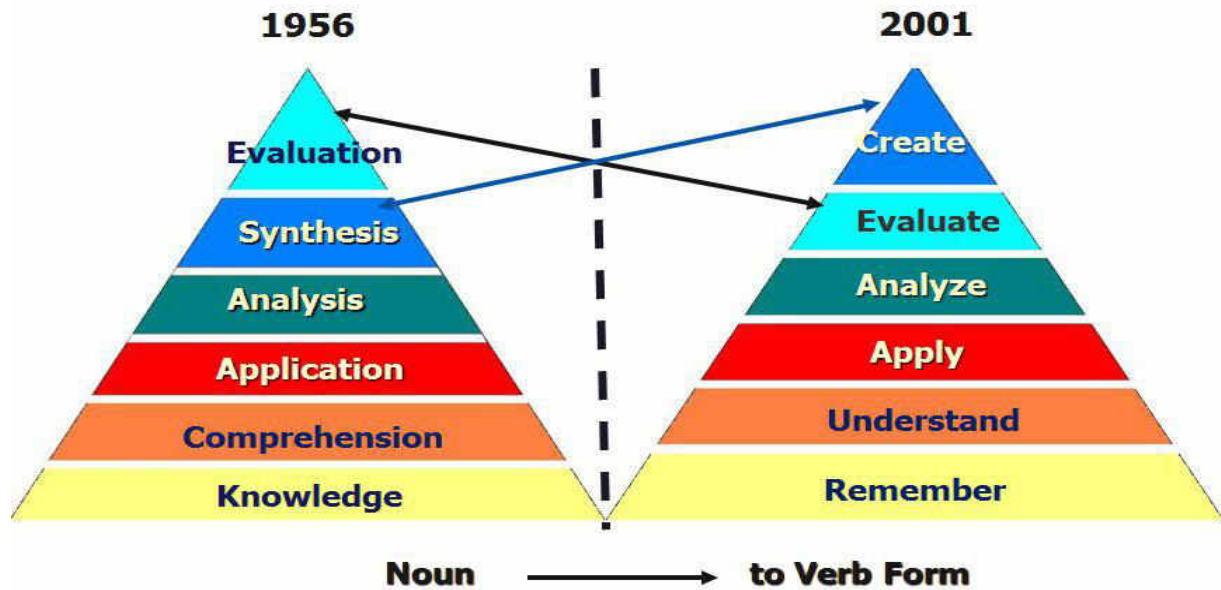 1956
Evaluation
Synthesis
Analysis
Application
Comprehension
Knowledge
2001
Create
Evaluate
Analyze
Apply
Understand
Remember
Noun to Verb Form